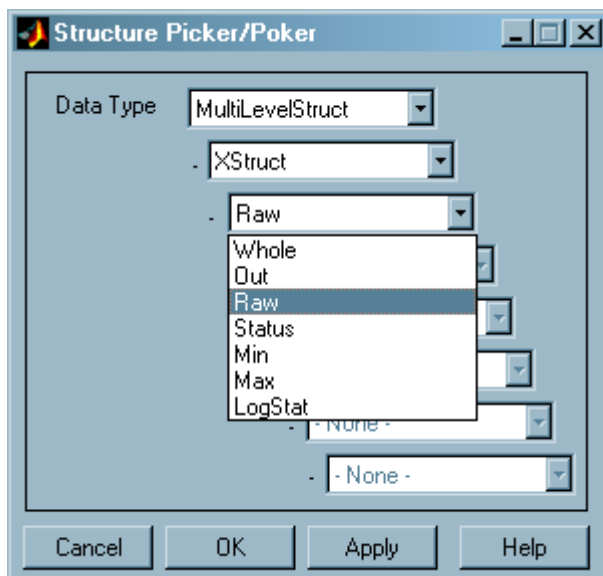 Structure Picker/Poker
Data Type MultiLevelStruct
. XStruct
. Raw
Whole
Out
Raw
Status
Min
Max
LogStat
. - None -
. - None -
Cancel OK Apply Help